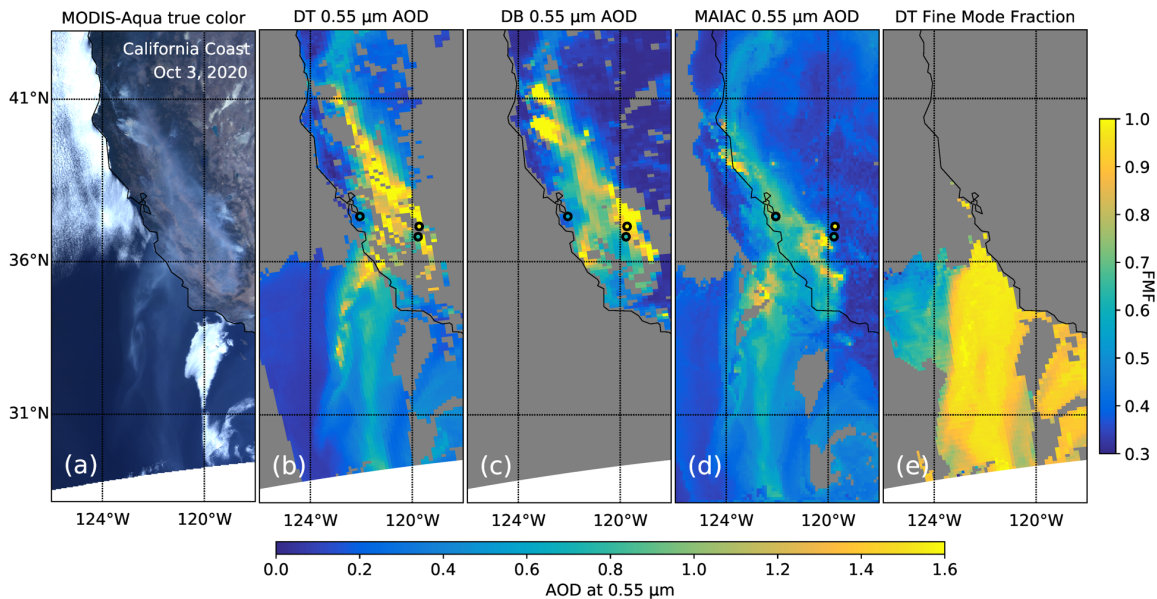 MODIS-Aqua true color
DT 0.55 μm AOD
DB 0.55 μm AOD
MAIAC 0.55 μm AOD
DT Fine Mode Fraction
California Coast
Oct 3, 2020
41°N
36°N
31°N
(a)
(b)
(c)
(d)
(e)
124°W 120°W
124°W 120°W
124°W 120°W
124°W 120°W
124°W 120°W
1.0
0.9
0.8
0.7
0.6
0.5
0.4
0.3
FMF
0.0 0.2 0.4 0.6 0.8 1.0 1.2 1.4 1.6
AOD at 0.55 μm